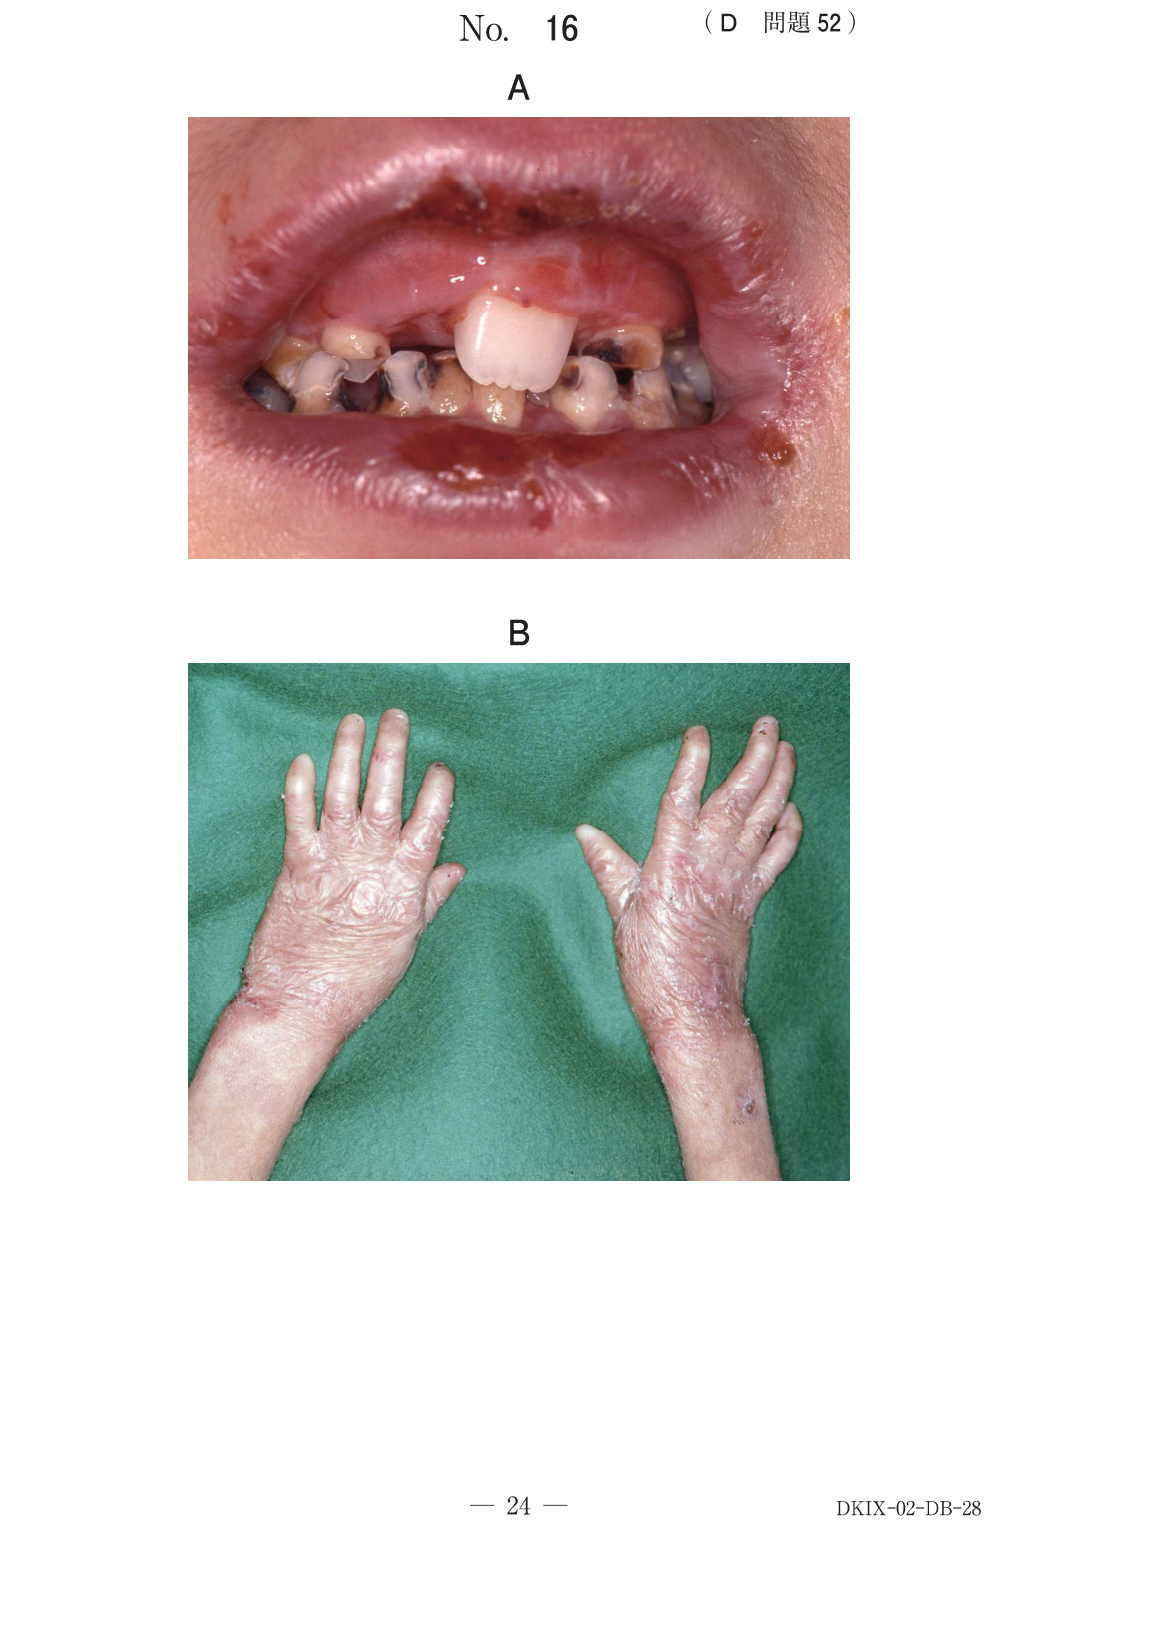 No. 16 （D 問題 52）
A
B
— 24 —
DKIX-02-DB-28